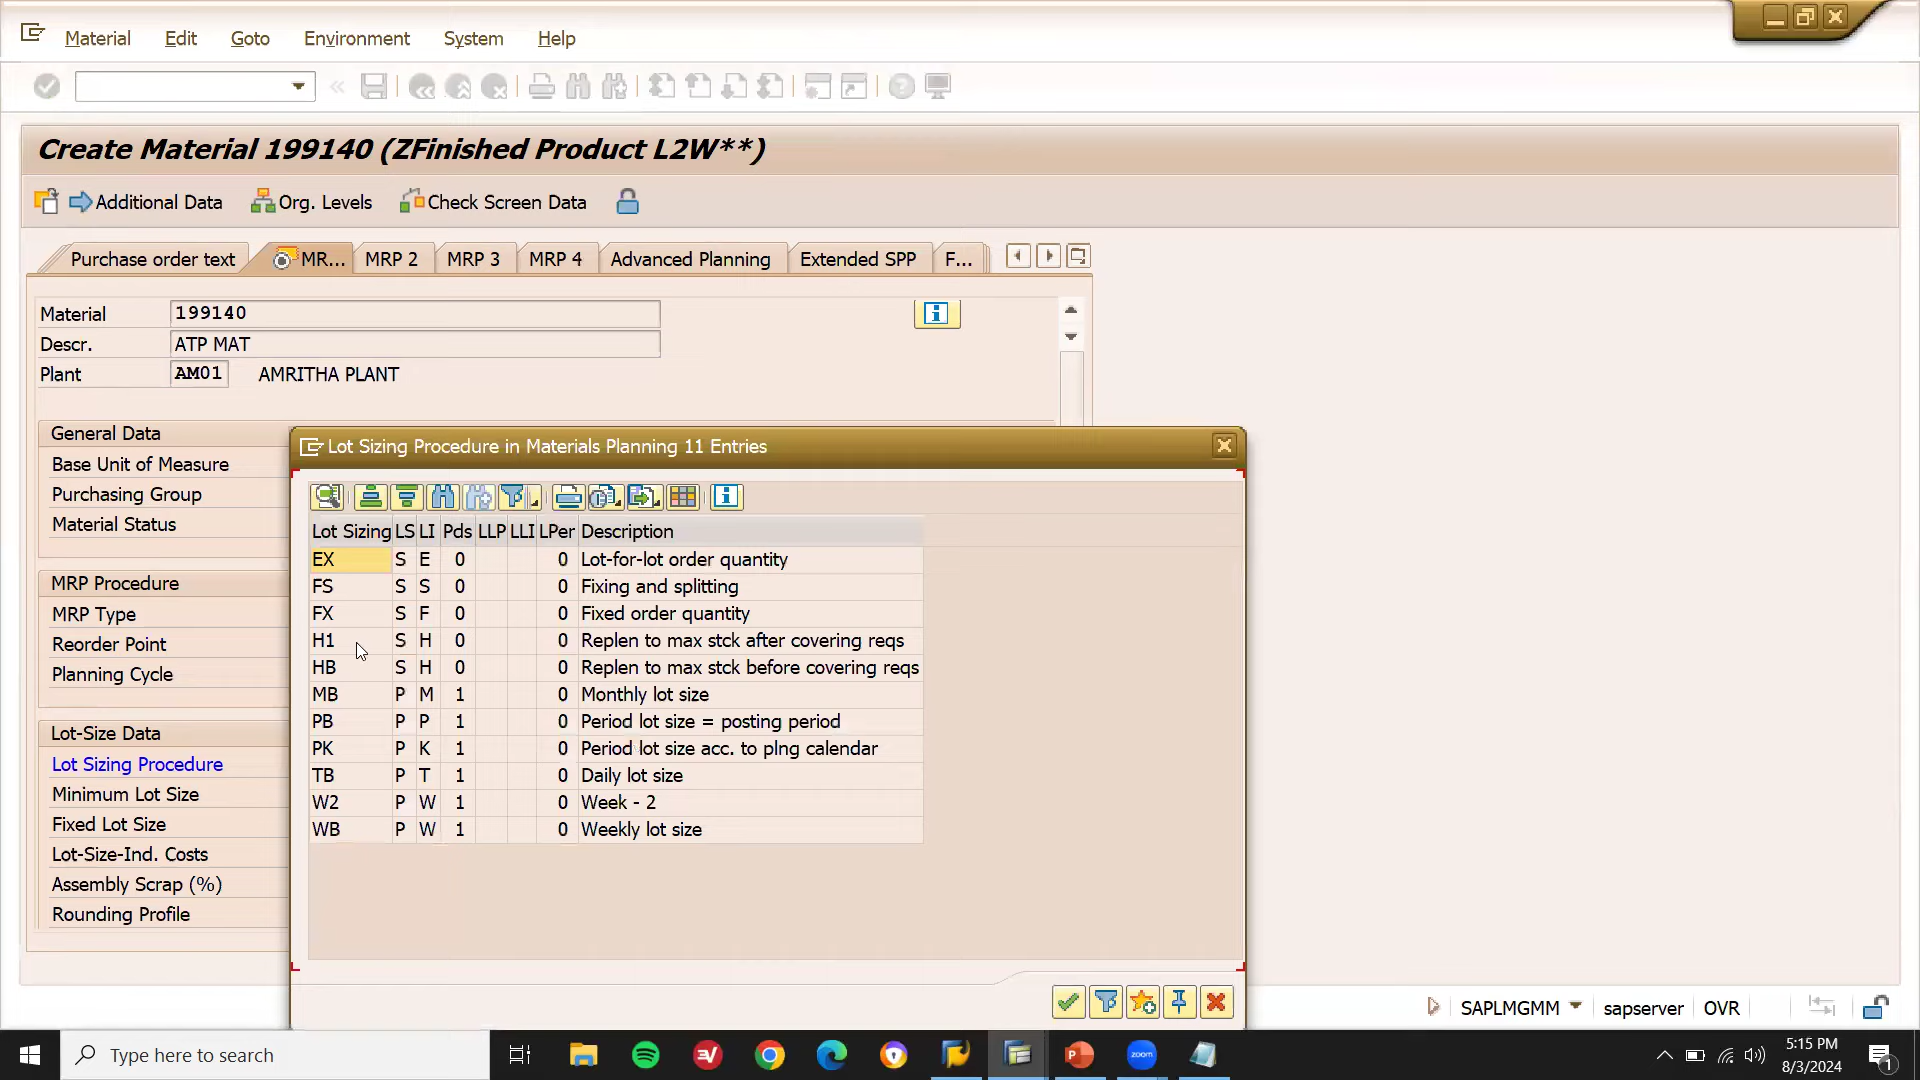 Material Edit Goto Environment System Help
Create Material 199140 (ZFinished Product L2W**)
Additional Data Org. Levels Check Screen Data
Purchase order text MR... MRP 2 MRP 3 MRP 4 Advanced Planning Extended SPP F...
Material 199140
Descr. ATP MAT
Plant AM01 AMRITHA PLANT
General Data
Base Unit of Measure
Purchasing Group
Material Status
MRP Procedure
MRP Type
Reorder Point
Planning Cycle
Lot-Size Data
Lot Sizing Procedure
Minimum Lot Size
Fixed Lot Size
Lot-Size-Ind. Costs
Assembly Scrap (%)
Rounding Profile
Lot Sizing Procedure in Materials Planning 11 Entries
Lot Sizing LS LI Pds LLP LLI LPer Description
EX S E 0 0 Lot-for-lot order quantity
FS S S 0 0 Fixing and splitting
FX S F 0 0 Fixed order quantity
H1 S H 0 0 Replen to max stck after covering reqs
HB S H 0 0 Replen to max stck before covering reqs
MB P M 1 0 Monthly lot size
PB P P 1 0 Period lot size = posting period
PK P K 1 0 Period lot size acc. to plng calendar
TB P T 1 0 Daily lot size
W2 P W 1 0 Week - 2
WB P W 1 0 Weekly lot size
SAPLMGMM sapserver OVR
Type here to search
zoom
5:15 PM
8/3/2024
1